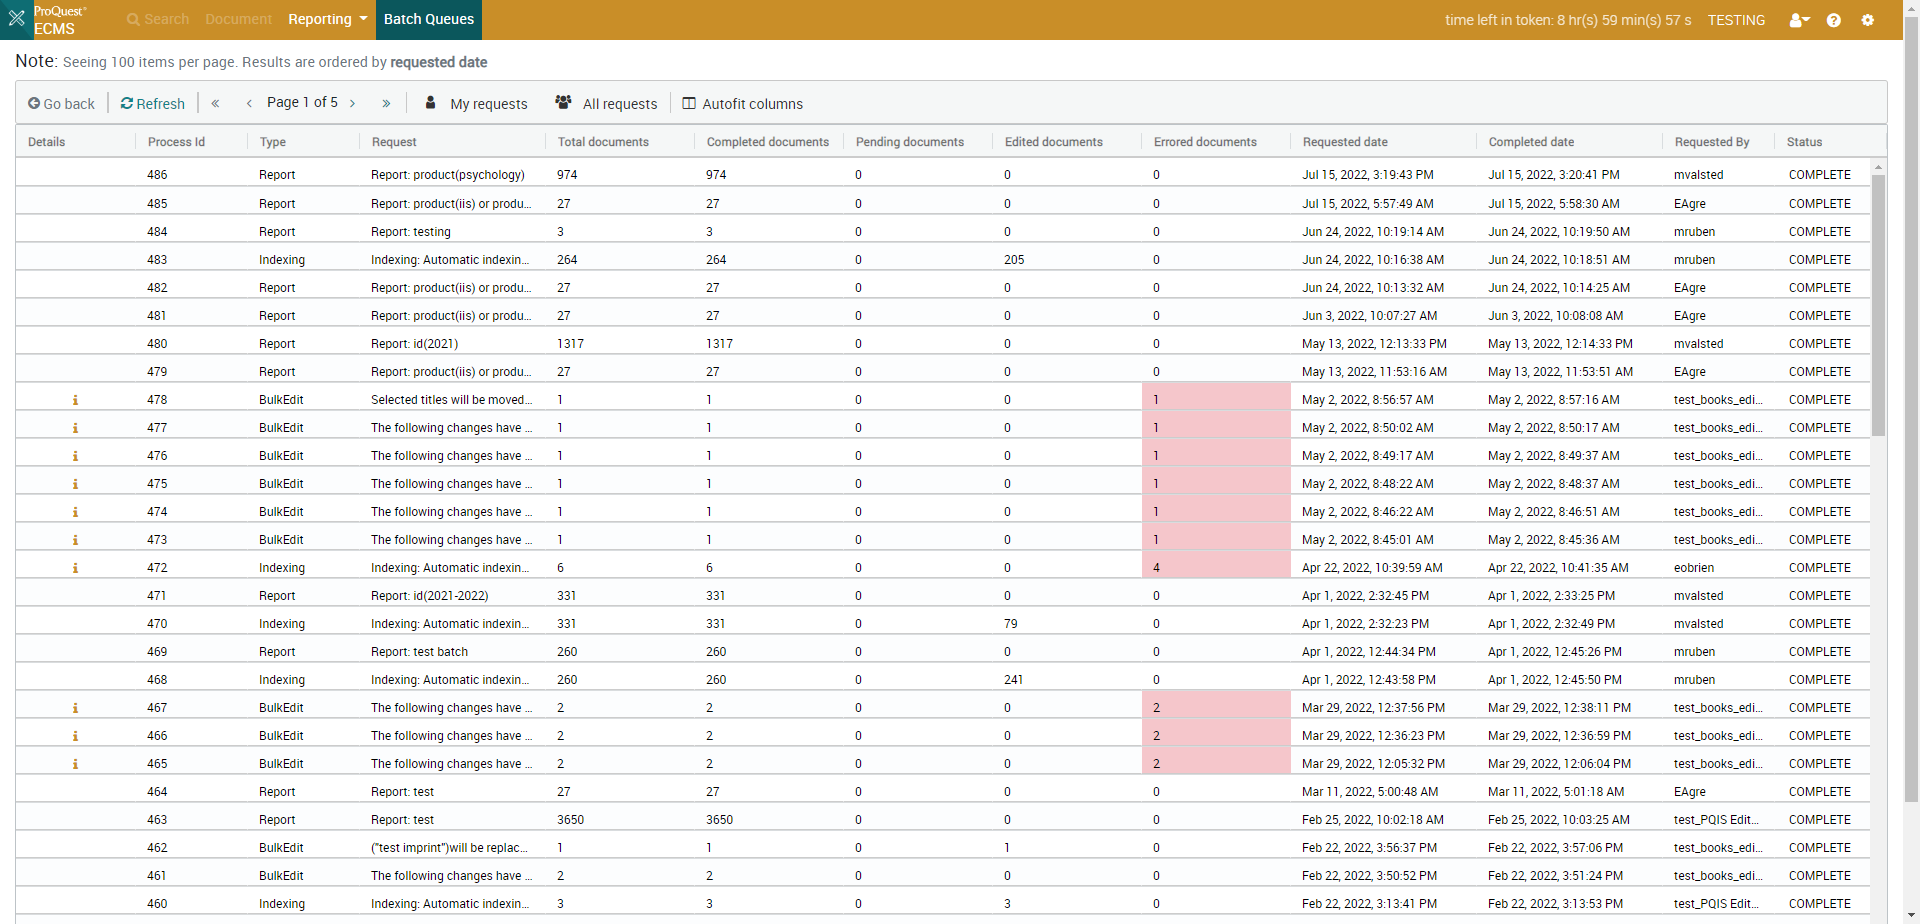 ProQuest® ECMS Search Document Reporting Batch Queues time left in token: 8 hr(s) 59 min(s) 57 s TESTING
Note: Seeing 100 items per page. Results are ordered by requested date
Go back Refresh « ‹ Page 1 of 5 › » My requests All requests Autofit columns
Details Process Id Type Request Total documents Completed documents Pending documents Edited documents Errored documents Requested date Completed date Requested By Status
486 Report Report: product(psychology) 974 974 0 0 0 Jul 15, 2022, 3:19:43 PM Jul 15, 2022, 3:20:41 PM mvalsted COMPLETE
485 Report Report: product(iis) or produ... 27 27 0 0 0 Jul 15, 2022, 5:57:49 AM Jul 15, 2022, 5:58:30 AM EAgre COMPLETE
484 Report Report: testing 3 3 0 0 0 Jun 24, 2022, 10:19:14 AM Jun 24, 2022, 10:19:50 AM mruben COMPLETE
483 Indexing Indexing: Automatic indexin... 264 264 0 205 0 Jun 24, 2022, 10:16:38 AM Jun 24, 2022, 10:18:51 AM mruben COMPLETE
482 Report Report: product(iis) or produ... 27 27 0 0 0 Jun 24, 2022, 10:13:32 AM Jun 24, 2022, 10:14:25 AM EAgre COMPLETE
481 Report Report: product(iis) or produ... 27 27 0 0 0 Jun 3, 2022, 10:07:27 AM Jun 3, 2022, 10:08:08 AM EAgre COMPLETE
480 Report Report: id(2021) 1317 1317 0 0 0 May 13, 2022, 12:13:33 PM May 13, 2022, 12:14:33 PM mvalsted COMPLETE
479 Report Report: product(iis) or produ... 27 27 0 0 0 May 13, 2022, 11:53:16 AM May 13, 2022, 11:53:51 AM EAgre COMPLETE
478 BulkEdit Selected titles will be moved... 1 1 0 0 1 May 2, 2022, 8:56:57 AM May 2, 2022, 8:57:16 AM test_books_edi... COMPLETE
477 BulkEdit The following changes have ... 1 1 0 0 1 May 2, 2022, 8:50:02 AM May 2, 2022, 8:50:17 AM test_books_edi... COMPLETE
476 BulkEdit The following changes have ... 1 1 0 0 1 May 2, 2022, 8:49:17 AM May 2, 2022, 8:49:37 AM test_books_edi... COMPLETE
475 BulkEdit The following changes have ... 1 1 0 0 1 May 2, 2022, 8:48:22 AM May 2, 2022, 8:48:37 AM test_books_edi... COMPLETE
474 BulkEdit The following changes have ... 1 1 0 0 1 May 2, 2022, 8:46:22 AM May 2, 2022, 8:46:51 AM test_books_edi... COMPLETE
473 BulkEdit The following changes have ... 1 1 0 0 1 May 2, 2022, 8:45:01 AM May 2, 2022, 8:45:36 AM test_books_edi... COMPLETE
472 Indexing Indexing: Automatic indexin... 6 6 0 0 4 Apr 22, 2022, 10:39:59 AM Apr 22, 2022, 10:41:35 AM eobrien COMPLETE
471 Report Report: id(2021-2022) 331 331 0 0 0 Apr 1, 2022, 2:32:45 PM Apr 1, 2022, 2:33:25 PM mvalsted COMPLETE
470 Indexing Indexing: Automatic indexin... 331 331 0 79 0 Apr 1, 2022, 2:32:23 PM Apr 1, 2022, 2:32:49 PM mvalsted COMPLETE
469 Report Report: test batch 260 260 0 0 0 Apr 1, 2022, 12:44:34 PM Apr 1, 2022, 12:45:26 PM mruben COMPLETE
468 Indexing Indexing: Automatic indexin... 260 260 0 241 0 Apr 1, 2022, 12:43:58 PM Apr 1, 2022, 12:45:50 PM mruben COMPLETE
467 BulkEdit The following changes have ... 2 2 0 0 2 Mar 29, 2022, 12:37:56 PM Mar 29, 2022, 12:38:11 PM test_books_edi... COMPLETE
466 BulkEdit The following changes have ... 2 2 0 0 2 Mar 29, 2022, 12:36:23 PM Mar 29, 2022, 12:36:59 PM test_books_edi... COMPLETE
465 BulkEdit The following changes have ... 2 2 0 0 2 Mar 29, 2022, 12:05:32 PM Mar 29, 2022, 12:06:04 PM test_books_edi... COMPLETE
464 Report Report: test 27 27 0 0 0 Mar 11, 2022, 5:00:48 AM Mar 11, 2022, 5:01:18 AM EAgre COMPLETE
463 Report Report: test 3650 3650 0 0 0 Feb 25, 2022, 10:02:18 AM Feb 25, 2022, 10:03:25 AM test_PQIS Edit... COMPLETE
462 BulkEdit ("test imprint")will be replac... 1 1 0 1 0 Feb 22, 2022, 3:56:37 PM Feb 22, 2022, 3:57:06 PM test_books_edi... COMPLETE
461 BulkEdit The following changes have ... 2 2 0 0 0 Feb 22, 2022, 3:50:52 PM Feb 22, 2022, 3:51:24 PM test_books_edi... COMPLETE
460 Indexing Indexing: Automatic indexin... 3 3 0 3 0 Feb 22, 2022, 3:13:41 PM Feb 22, 2022, 3:13:53 PM test_PQIS Edit... COMPLETE